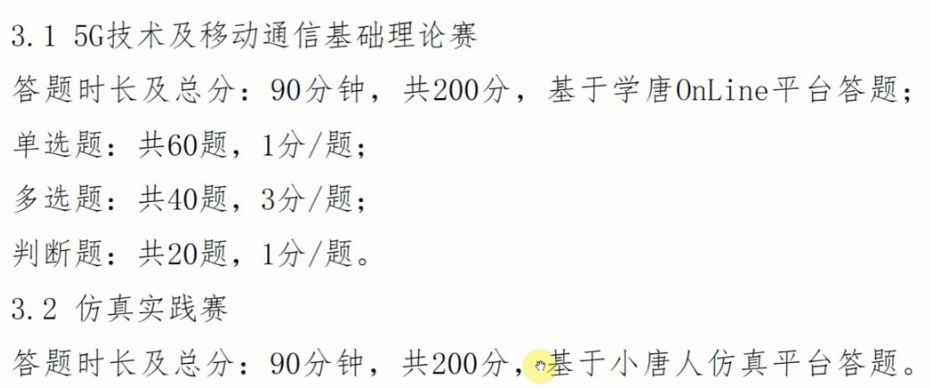 3.1 5G技术及移动通信基础理论赛
答题时长及总分：90分钟，共200分，基于学唐OnLine平台答题；
单选题：共60题，1分/题；
多选题：共40题，3分/题；
判断题：共20题，1分/题。
3.2 仿真实践赛
答题时长及总分：90分钟，共200分，基于小唐人仿真平台答题。